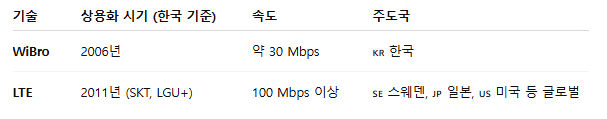 기술 상용화 시기 (한국 기준) 속도 주도국
WiBro 2006년 약 30 Mbps KR 한국
LTE 2011년 (SKT, LGU+) 100 Mbps 이상 SE 스웨덴, JP 일본, US 미국 등 글로벌